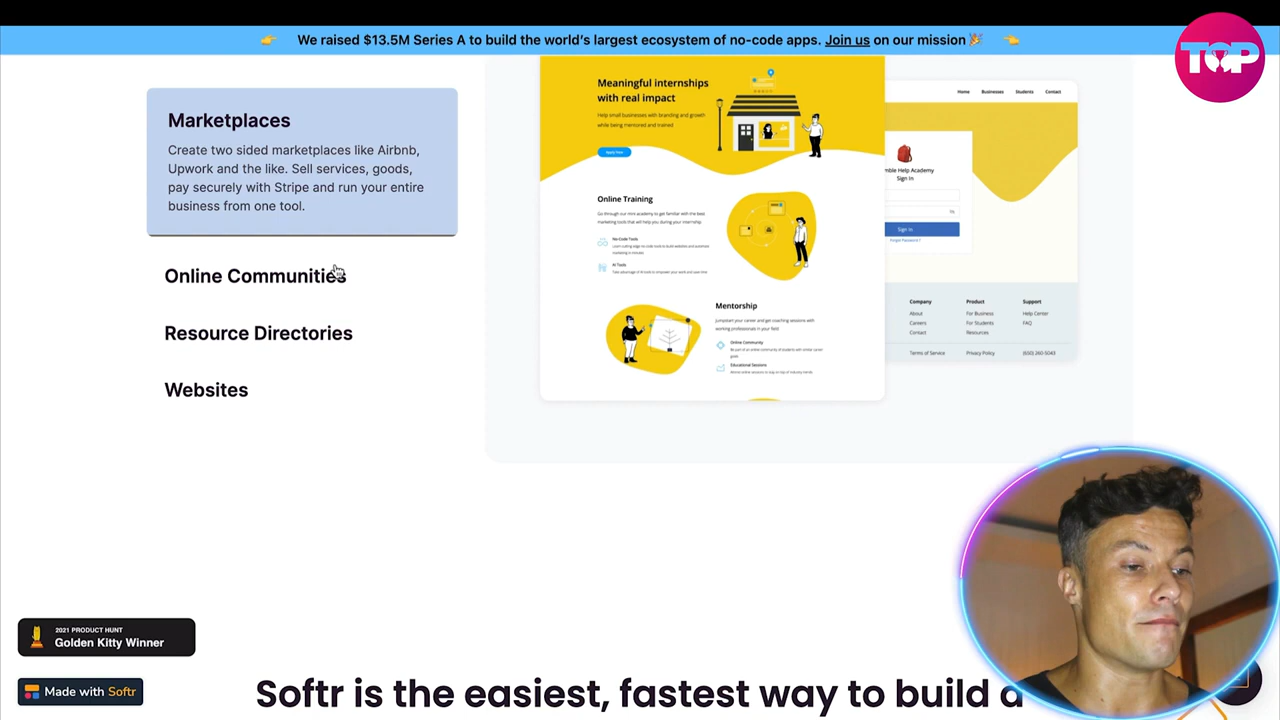 👉 We raised $13.5M Series A to build the world's largest ecosystem of no-code apps. Join us on our mission🎉 👈
TOP
Marketplaces
Create two sided marketplaces like Airbnb,
Upwork and the like. Sell services, goods,
pay securely with Stripe and run your entire
business from one tool.
Online Communities
Resource Directories
Websites
Meaningful internships
with real impact
Help small businesses with branding and growth
while being mentored and trained
Apply Now
Online Training
Go through our mini academy to get familiar with the best
marketing tools that will help you during your internship
No-Code Tools
Learn cutting edge no-code tools to build websites and automate
marketing in minutes
AI Tools
Take advantage of AI tools to empower your work and save time
Mentorship
Jumpstart your career and get coaching sessions with
working professionals in your field
Online Community
Be part of an online community of students with similar career
goals
Educational Sessions
Home Businesses Students Contact
mble Help Academy
Sign In
Sign In
Forgot Password?
Company Product Support
About For Business Help Center
Careers For Students FAQ
Contact Resources
Terms of Service Privacy Policy (650) 260-5043
2021 PRODUCT HUNT
Golden Kitty Winner
Made with Softr
Softr is the easiest, fastest way to build a